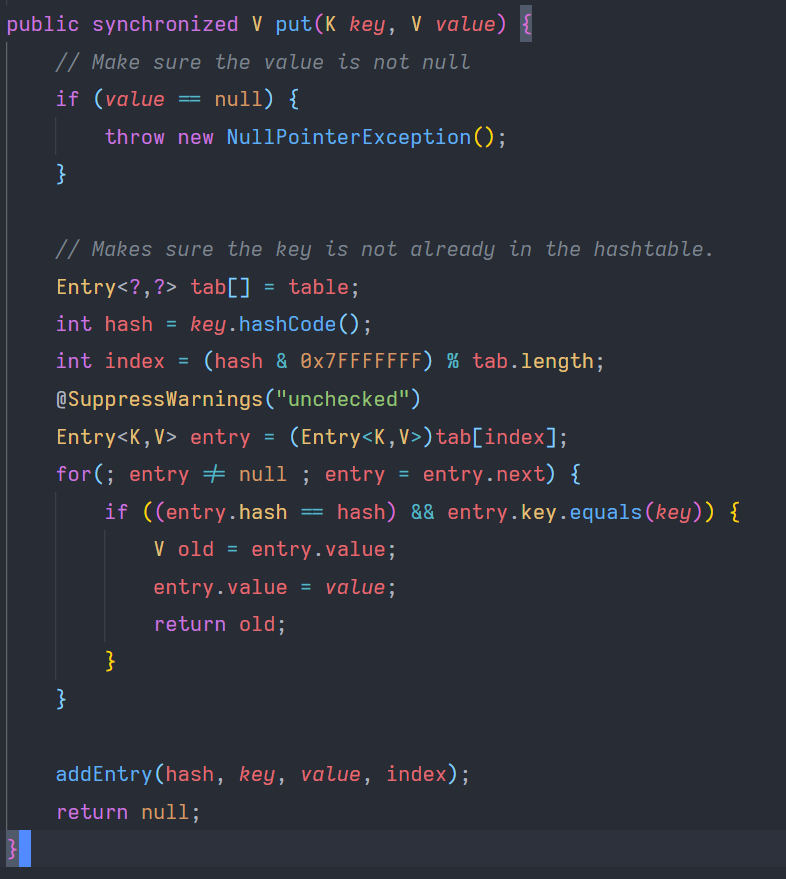 public synchronized V put(K key, V value) {
    // Make sure the value is not null
    if (value == null) {
        throw new NullPointerException();
    }

    // Makes sure the key is not already in the hashtable.
    Entry<?,?> tab[] = table;
    int hash = key.hashCode();
    int index = (hash & 0x7FFFFFFF) % tab.length;
    @SuppressWarnings("unchecked")
    Entry<K,V> entry = (Entry<K,V>)tab[index];
    for(; entry != null ; entry = entry.next) {
        if ((entry.hash == hash) && entry.key.equals(key)) {
            V old = entry.value;
            entry.value = value;
            return old;
        }
    }

    addEntry(hash, key, value, index);
    return null;
}